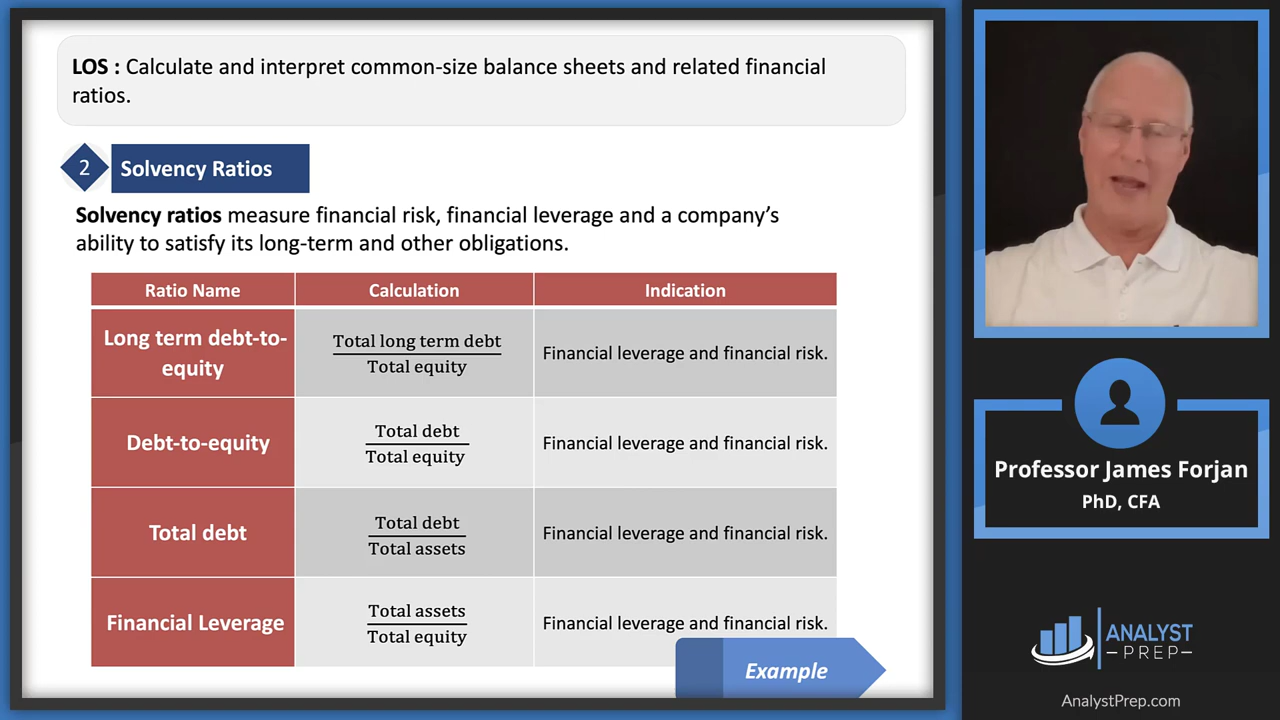 LOS : Calculate and interpret common-size balance sheets and related financial
ratios.
2
Solvency Ratios
Solvency ratios measure financial risk, financial leverage and a company’s
ability to satisfy its long-term and other obligations.
Ratio Name
Calculation
Indication
Long term debt-to-
equity
Total long term debt
Total equity
Financial leverage and financial risk.
Debt-to-equity
Total debt
Total equity
Financial leverage and financial risk.
Total debt
Total debt
Total assets
Financial leverage and financial risk.
Financial Leverage
Total assets
Total equity
Financial leverage and financial risk.
Example
Professor James Forjan
PhD, CFA
ANALYST
PREP
AnalystPrep.com